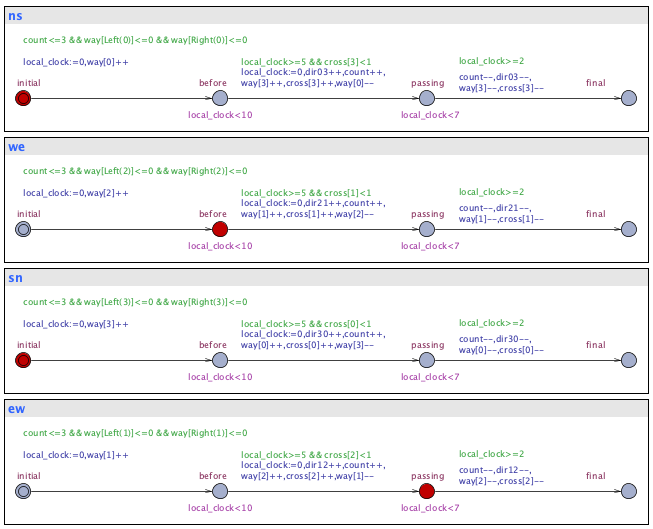 ns
count<=3 && way[Left(0)]<=0 && way[Right(0)]<=0
local_clock:=0,way[0]++
local_clock>=5 && cross[3]<1
local_clock:=0,dir03++,count++,
way[3]++,cross[3]++,way[0]--
local_clock>=2
count--,dir03--,
way[3]--,cross[3]--
initial
before
passing
final
local_clock<10
local_clock<7
we
count<=3 && way[Left(2)]<=0 && way[Right(2)]<=0
local_clock:=0,way[2]++
local_clock>=5 && cross[1]<1
local_clock:=0,dir21++,count++,
way[1]++,cross[1]++,way[2]--
local_clock>=2
count--,dir21--,
way[1]--,cross[1]--
initial
before
passing
final
local_clock<10
local_clock<7
sn
count<=3 && way[Left(3)]<=0 && way[Right(3)]<=0
local_clock:=0,way[3]++
local_clock>=5 && cross[0]<1
local_clock:=0,dir30++,count++,
way[0]++,cross[0]++,way[3]--
local_clock>=2
count--,dir30--,
way[0]--,cross[0]--
initial
before
passing
final
local_clock<10
local_clock<7
ew
count<=3 && way[Left(1)]<=0 && way[Right(1)]<=0
local_clock:=0,way[1]++
local_clock>=5 && cross[2]<1
local_clock:=0,dir12++,count++,
way[2]++,cross[2]++,way[1]--
local_clock>=2
count--,dir12--,
way[2]--,cross[2]--
initial
before
passing
final
local_clock<10
local_clock<7